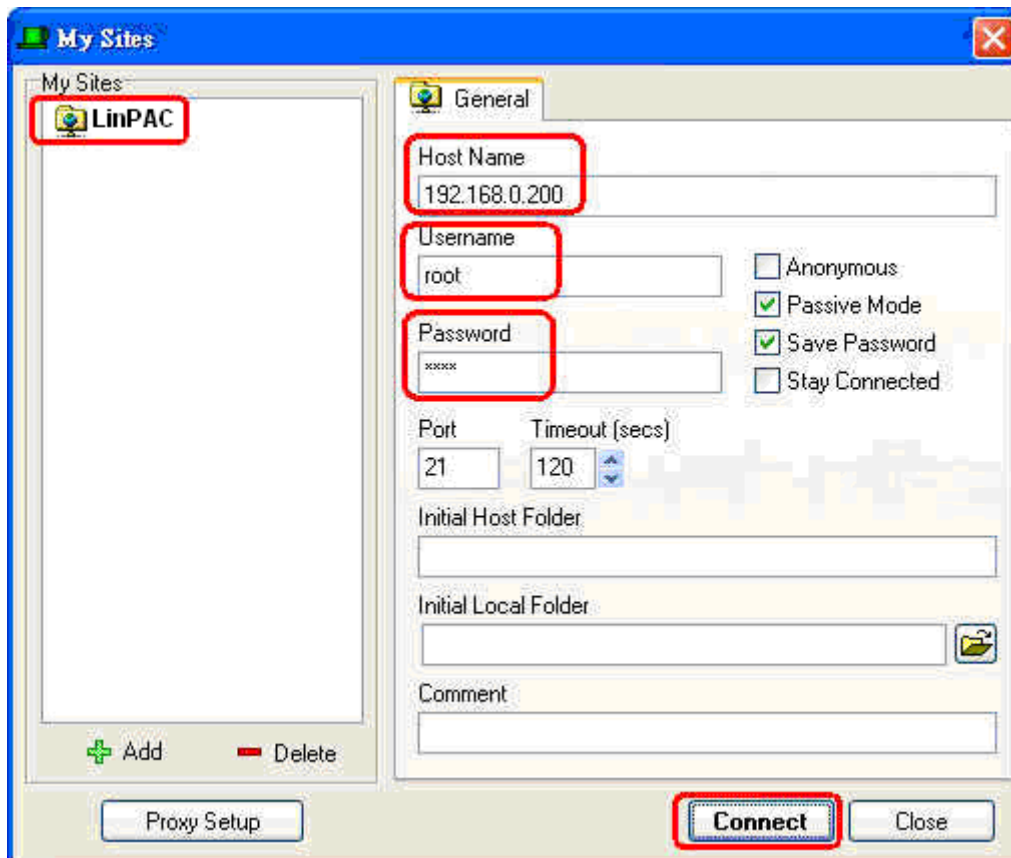 My Sites
My Sites
LinPAC
General
Host Name
192.168.0.200
Username
root
Anonymous
Passive Mode
Password
Save Password
xxxx
Stay Connected
Port Timeout (secs)
21 120
Initial Host Folder
Initial Local Folder
Comment
Add Delete
Proxy Setup Connect Close